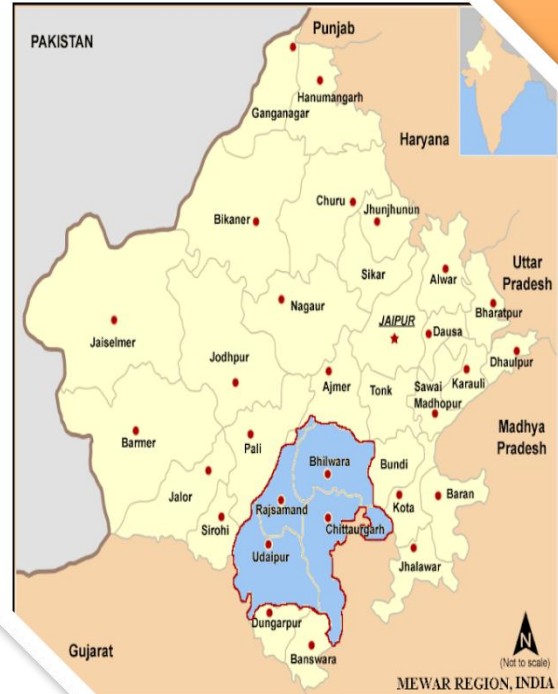 PAKISTAN
Punjab
Hanumangarh
Ganganagar
Haryana
Churu
Jhunjhunun
Bikaner
Sikar
Alwar
Uttar
Pradesh
Nagaur
JAIPUR
Bharatpur
Jaiselmer
Dausa
Jodhpur
Dhaulpur
Ajmer
Tonk
Sawai
Madhopur
Karauli
Barmer
Pali
Madhya
Pradesh
Bhilwara
Bundi
Jalor
Rajsamand
Kota
Baran
Sirohi
Chittaurgarh
Udaipur
Jhalawar
Dungarpur
Gujarat
Banswara
N
(Not to scale)
MEWAR REGION, INDIA